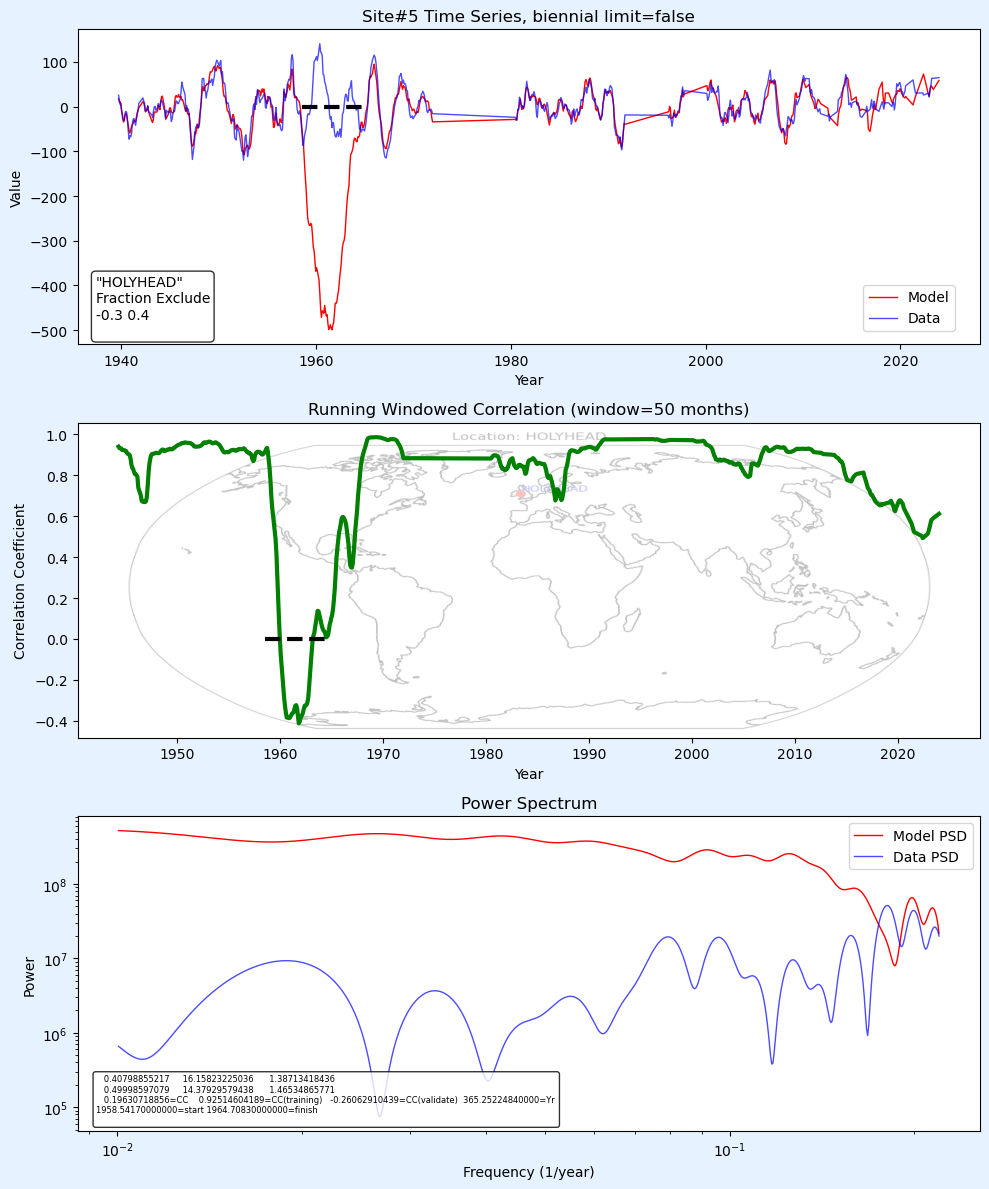 Site#5 Time Series, biennial limit=false
Value
100
0
−100
−200
−300
−400
−500
"HOLYHEAD"
Fraction Exclude
-0.3 0.4
Model
Data
1940
1960
1980
2000
2020
Year
Running Windowed Correlation (window=50 months)
Location: HOLYHEAD
HOLYHEAD
Correlation Coefficient
1.0
0.8
0.6
0.4
0.2
0.0
−0.2
−0.4
1950
1960
1970
1980
1990
2000
2010
2020
Year
Power Spectrum
Model PSD
Data PSD
Power
10⁸
10⁷
10⁶
10⁵
0.40798855217 16.15823225036 1.38713418436
0.49998597079 14.37929579438 1.46534865771
0.19630718856=CC 0.92514604189=CC(training) -0.26062910439=CC(validate) 365.25224840000=Yr
1958.54170000000=start 1964.70830000000=finish
10⁻²
10⁻¹
Frequency (1/year)